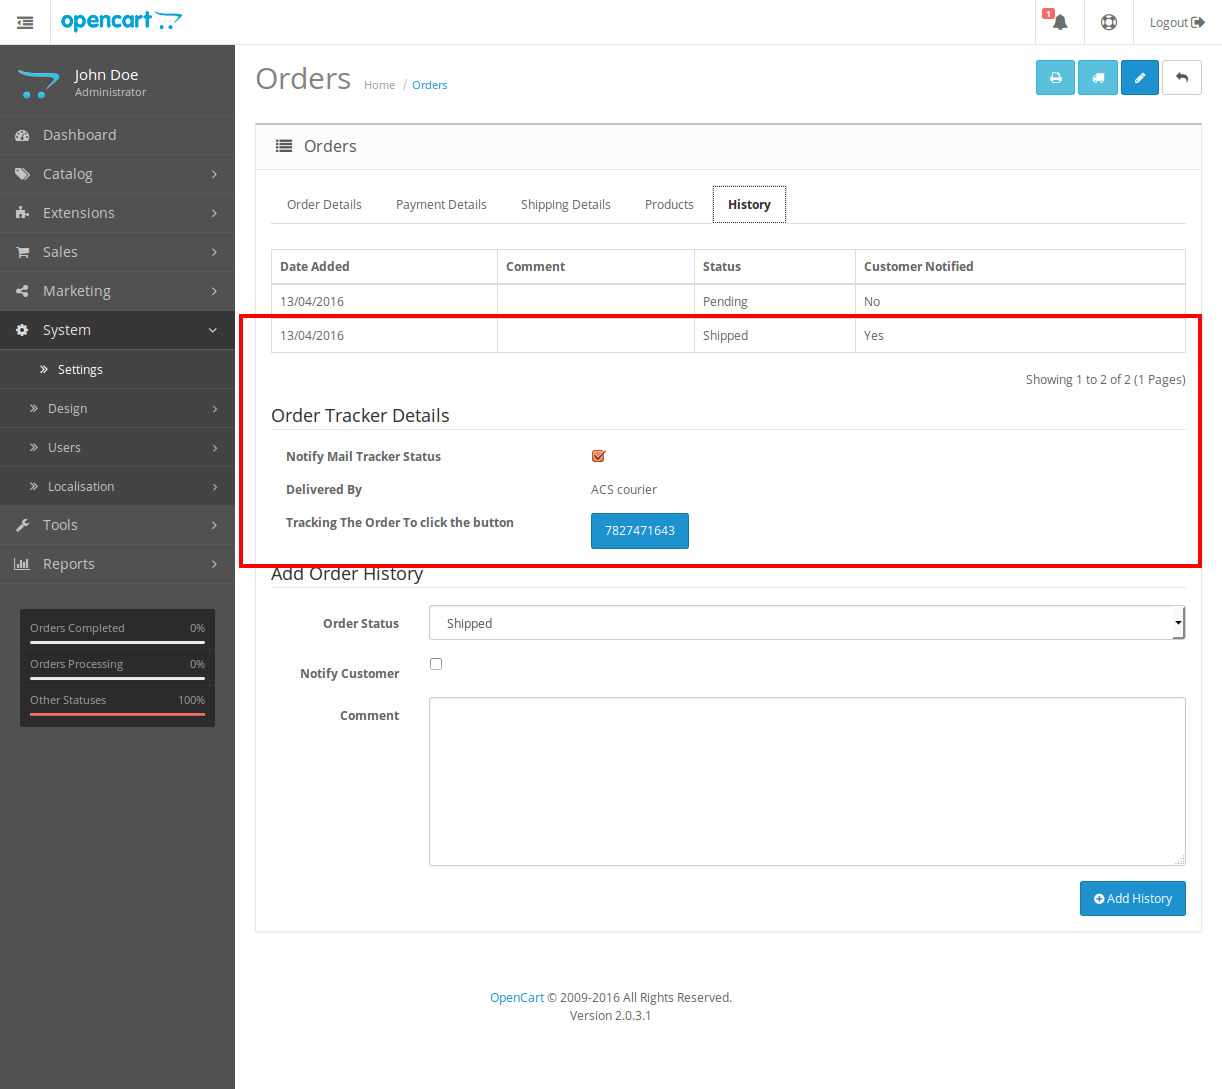 opencart
1
Logout
John Doe
Administrator
Dashboard
Catalog
Extensions
Sales
Marketing
System
Settings
Design
Users
Localisation
Tools
Reports
Orders Completed 0%
Orders Processing 0%
Other Statuses 100%
Orders Home / Orders
Orders
Order Details Payment Details Shipping Details Products History
Date Added Comment Status Customer Notified
13/04/2016 Pending No
13/04/2016 Shipped Yes
Showing 1 to 2 of 2 (1 Pages)
Order Tracker Details
Notify Mail Tracker Status
Delivered By ACS courier
Tracking The Order To click the button 7827471643
Add Order History
Order Status Shipped
Notify Customer
Comment
Add History
OpenCart © 2009-2016 All Rights Reserved.
Version 2.0.3.1